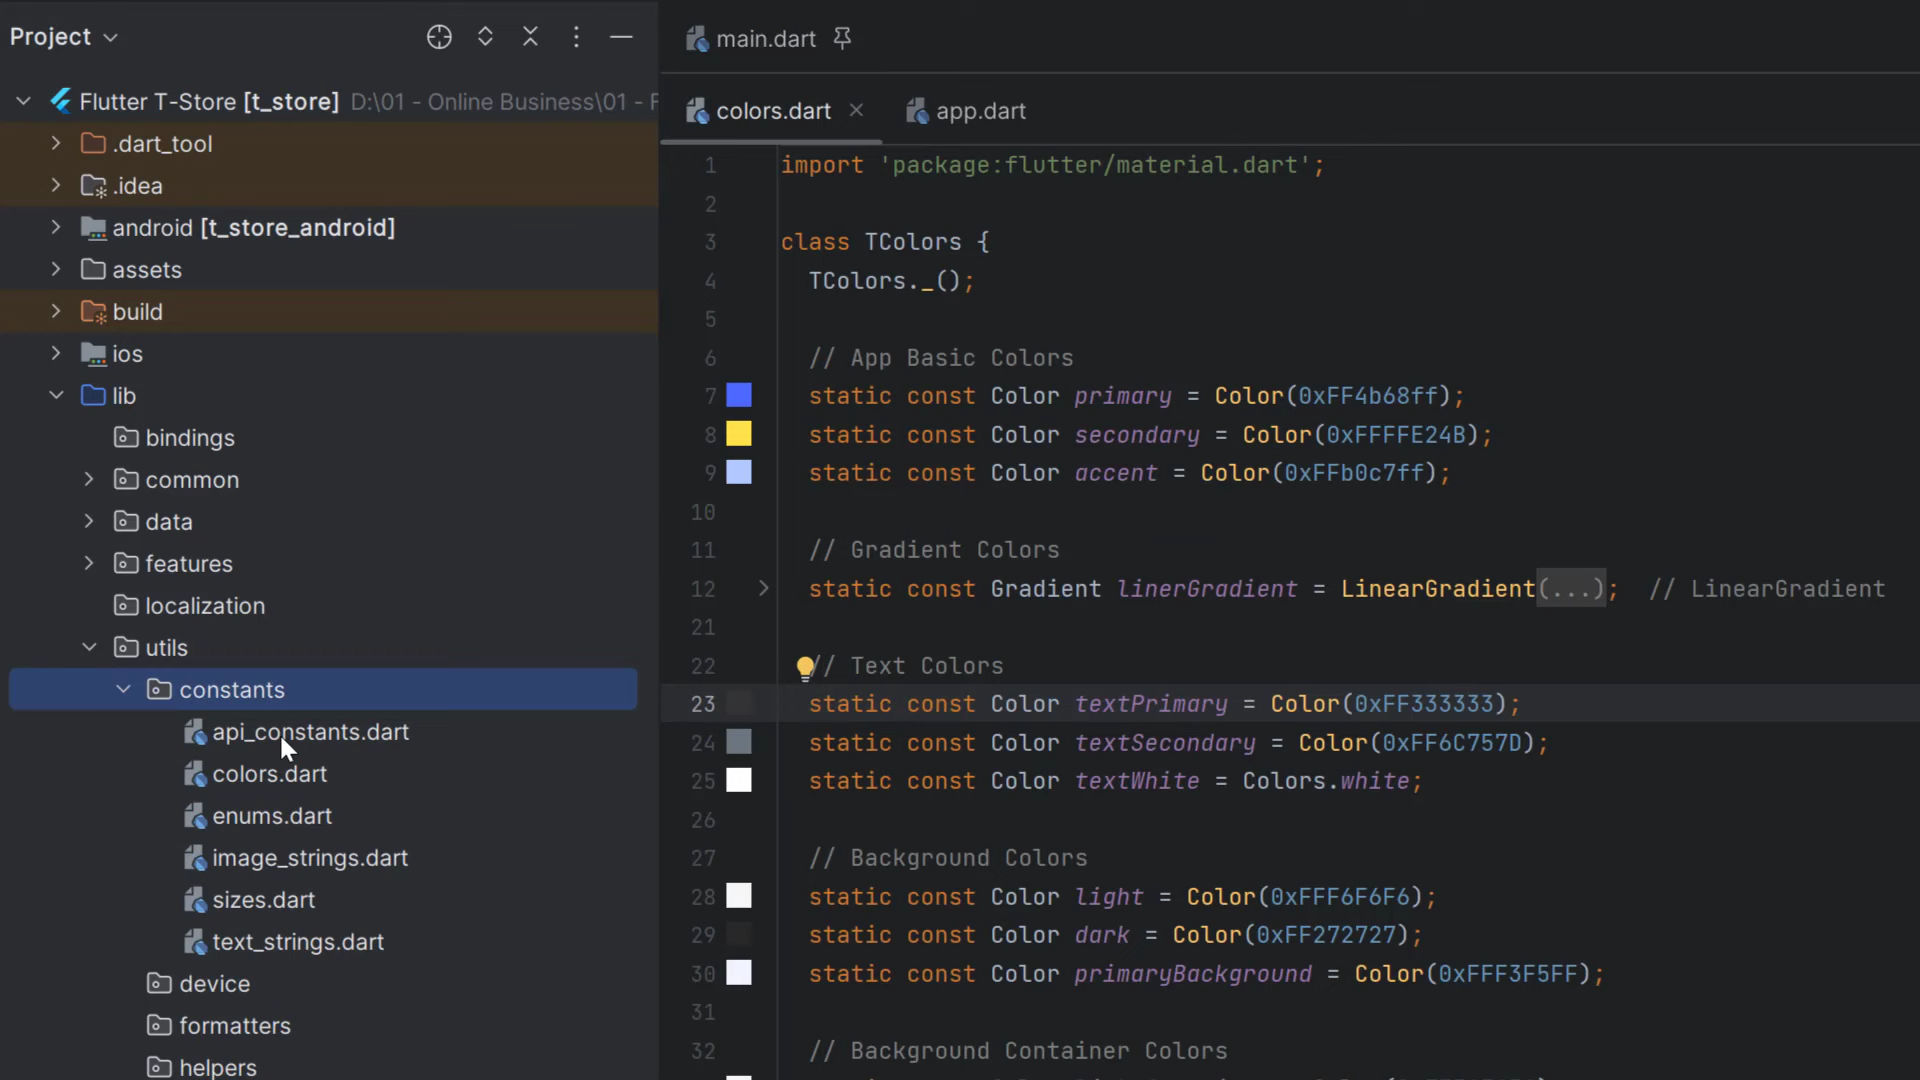 Project
Flutter T-Store [t_store] D:\01 - Online Business\01 - F
.dart_tool
.idea
android [t_store_android]
assets
build
ios
lib
bindings
common
data
features
localization
utils
constants
api_constants.dart
colors.dart
enums.dart
image_strings.dart
sizes.dart
text_strings.dart
device
formatters
helpers
main.dart
colors.dart app.dart
1 import 'package:flutter/material.dart';
2
3 class TColors {
4 TColors._();
5
6 // App Basic Colors
7 static const Color primary = Color(0xFF4b68ff);
8 static const Color secondary = Color(0xFFFFE24B);
9 static const Color accent = Color(0xFFb0c7ff);
10
11 // Gradient Colors
12 static const Gradient linerGradient = LinearGradient(...); // LinearGradient
21
22 // Text Colors
23 static const Color textPrimary = Color(0xFF333333);
24 static const Color textSecondary = Color(0xFF6C757D);
25 static const Color textWhite = Colors.white;
26
27 // Background Colors
28 static const Color light = Color(0xFFF6F6F6);
29 static const Color dark = Color(0xFF272727);
30 static const Color primaryBackground = Color(0xFFF3F5FF);
31
32 // Background Container Colors